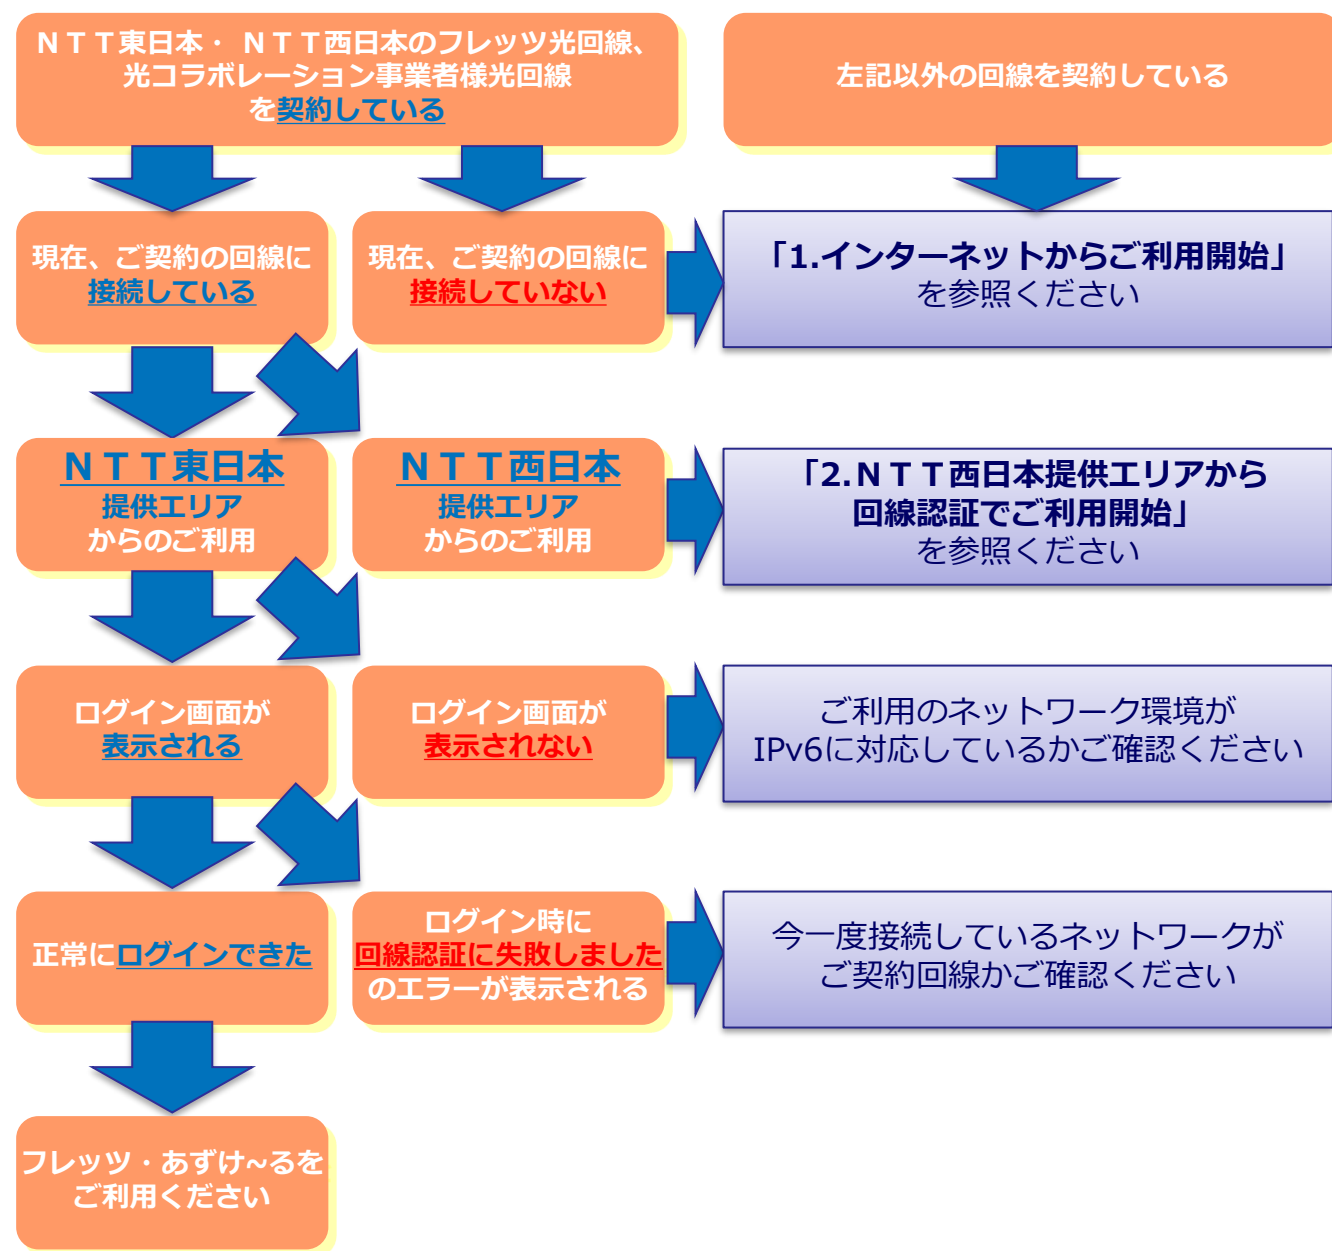 ＮＴＴ東日本・ ＮＴＴ西日本のフレッツ光回線、
光コラボレーション事業者様光回線
を契約している
左記以外の回線を契約している
現在、ご契約の回線に
接続している
現在、ご契約の回線に
接続していない
「1.インターネットからご利用開始」
を参照ください
ＮＴＴ東日本
提供エリア
からのご利用
ＮＴＴ西日本
提供エリア
からのご利用
「2.ＮＴＴ西日本提供エリアから
回線認証でご利用開始」
を参照ください
ログイン画面が
表示される
ログイン画面が
表示されない
ご利用のネットワーク環境が
IPv6に対応しているかご確認ください
正常にログインできた
ログイン時に
回線認証に失敗しました
のエラーが表示される
今一度接続しているネットワークが
ご契約回線かご確認ください
フレッツ・あずけ~るを
ご利用ください